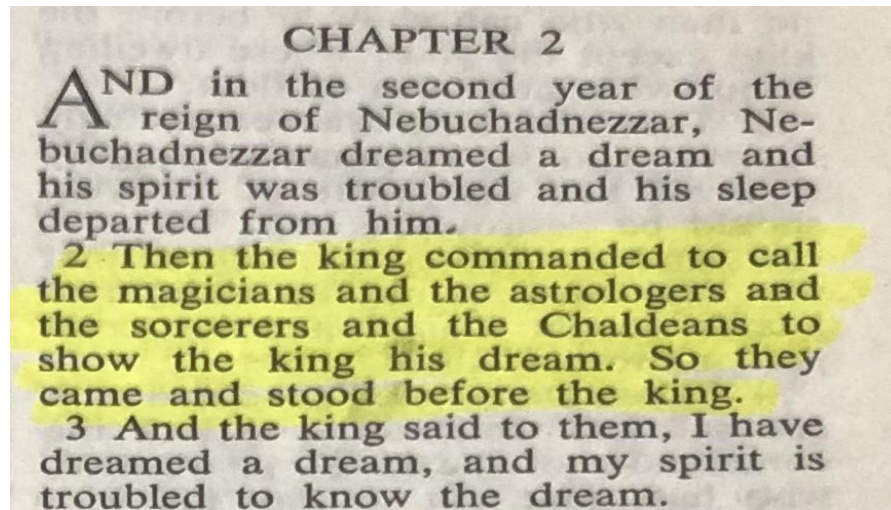 CHAPTER 2
AND in the second year of the
reign of Nebuchadnezzar, Ne-
buchadnezzar dreamed a dream and
his spirit was troubled and his sleep
departed from him.
2 Then the king commanded to call
the magicians and the astrologers and
the sorcerers and the Chaldeans to
show the king his dream. So they
came and stood before the king.
3 And the king said to them, I have
dreamed a dream, and my spirit is
troubled to know the dream.